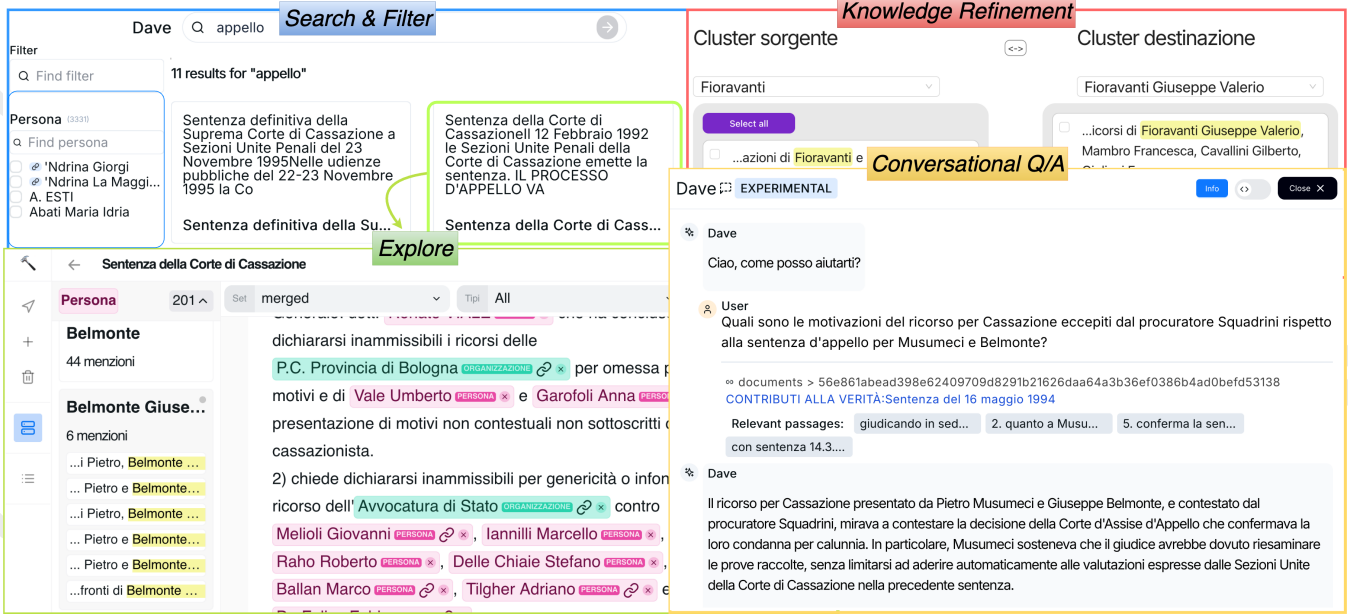 Search & Filter
Dave
appello
Filter
Find filter
11 results for "appello"
Persona (3331)
Find persona
'Ndrina Giorgi
'Ndrina La Maggi...
A. ESTI
Abati Maria Idria
Sentenza definitiva della
Suprema Corte di Cassazione a
Sezioni Unite Penali del 23
Novembre 1995Nelle udienze
pubbliche del 22-23 Novembre
1995 la Co
Sentenza definitiva della Su...
Sentenza della Corte di
Cassazionell 12 Febbraio 1992
le Sezioni Unite Penali della
Corte di Cassazione emette la
sentenza. IL PROCESSO
D'APPELLO VA
Sentenza della Corte di Cass...
Knowledge Refinement
Cluster sorgente
<->
Cluster destinazione
Fioravanti
Fioravanti Giuseppe Valerio
Select all
...azioni di Fioravanti e
...icorsi di Fioravanti Giuseppe Valerio,
Mambro Francesca, Cavallini Gilberto,
Explore
Sentenza della Corte di Cassazione
Persona
201
Set merged
Tipi All
Belmonte
44 menzioni
Belmonte Giuse...
6 menzioni
...i Pietro, Belmonte ...
... Pietro e Belmonte...
...i Pietro, Belmonte ...
... Pietro e Belmonte...
... Pietro e Belmonte...
...fronti di Belmonte ...
dichiararsi inammissibili i ricorsi delle
P.C. Provincia di Bologna ORGANIZZAZIONE per omessa p
motivi e di Vale Umberto PERSONA e Garofoli Anna PERSO
presentazione di motivi non contestuali non sottoscritti
cassazionista.
2) chiede dichiararsi inammissibili per genericità o infon
ricorso dell'Avvocatura di Stato ORGANIZZAZIONE contro
Melioli Giovanni PERSONA , Iannilli Marcello PERSONA ,
Raho Roberto PERSONA , Delle Chiaie Stefano PERSONA ,
Ballan Marco PERSONA , Tilgher Adriano PERSONA e
Conversational Q/A
Dave EXPERIMENTAL
Info
Close
Dave
Ciao, come posso aiutarti?
User
Quali sono le motivazioni del ricorso per Cassazione eccepiti dal procuratore Squadrini rispetto
alla sentenza d'appello per Musumeci e Belmonte?
∞ documents > 56e861abead398e62409709d8291b21626daa64a3b36ef0386b4ad0befd53138
CONTRIBUTI ALLA VERITÀ:Sentenza del 16 maggio 1994
Relevant passages: giudicando in sed... 2. quanto a Musu... 5. conferma la sen...
con sentenza 14.3....
Dave
Il ricorso per Cassazione presentato da Pietro Musumeci e Giuseppe Belmonte, e contestato dal
procuratore Squadrini, mirava a contestare la decisione della Corte d'Assise d'Appello che confermava la
loro condanna per calunnia. In particolare, Musumeci sosteneva che il giudice avrebbe dovuto riesaminare
le prove raccolte, senza limitarsi ad aderire automaticamente alle valutazioni espresse dalle Sezioni Unite
della Corte di Cassazione nella precedente sentenza.